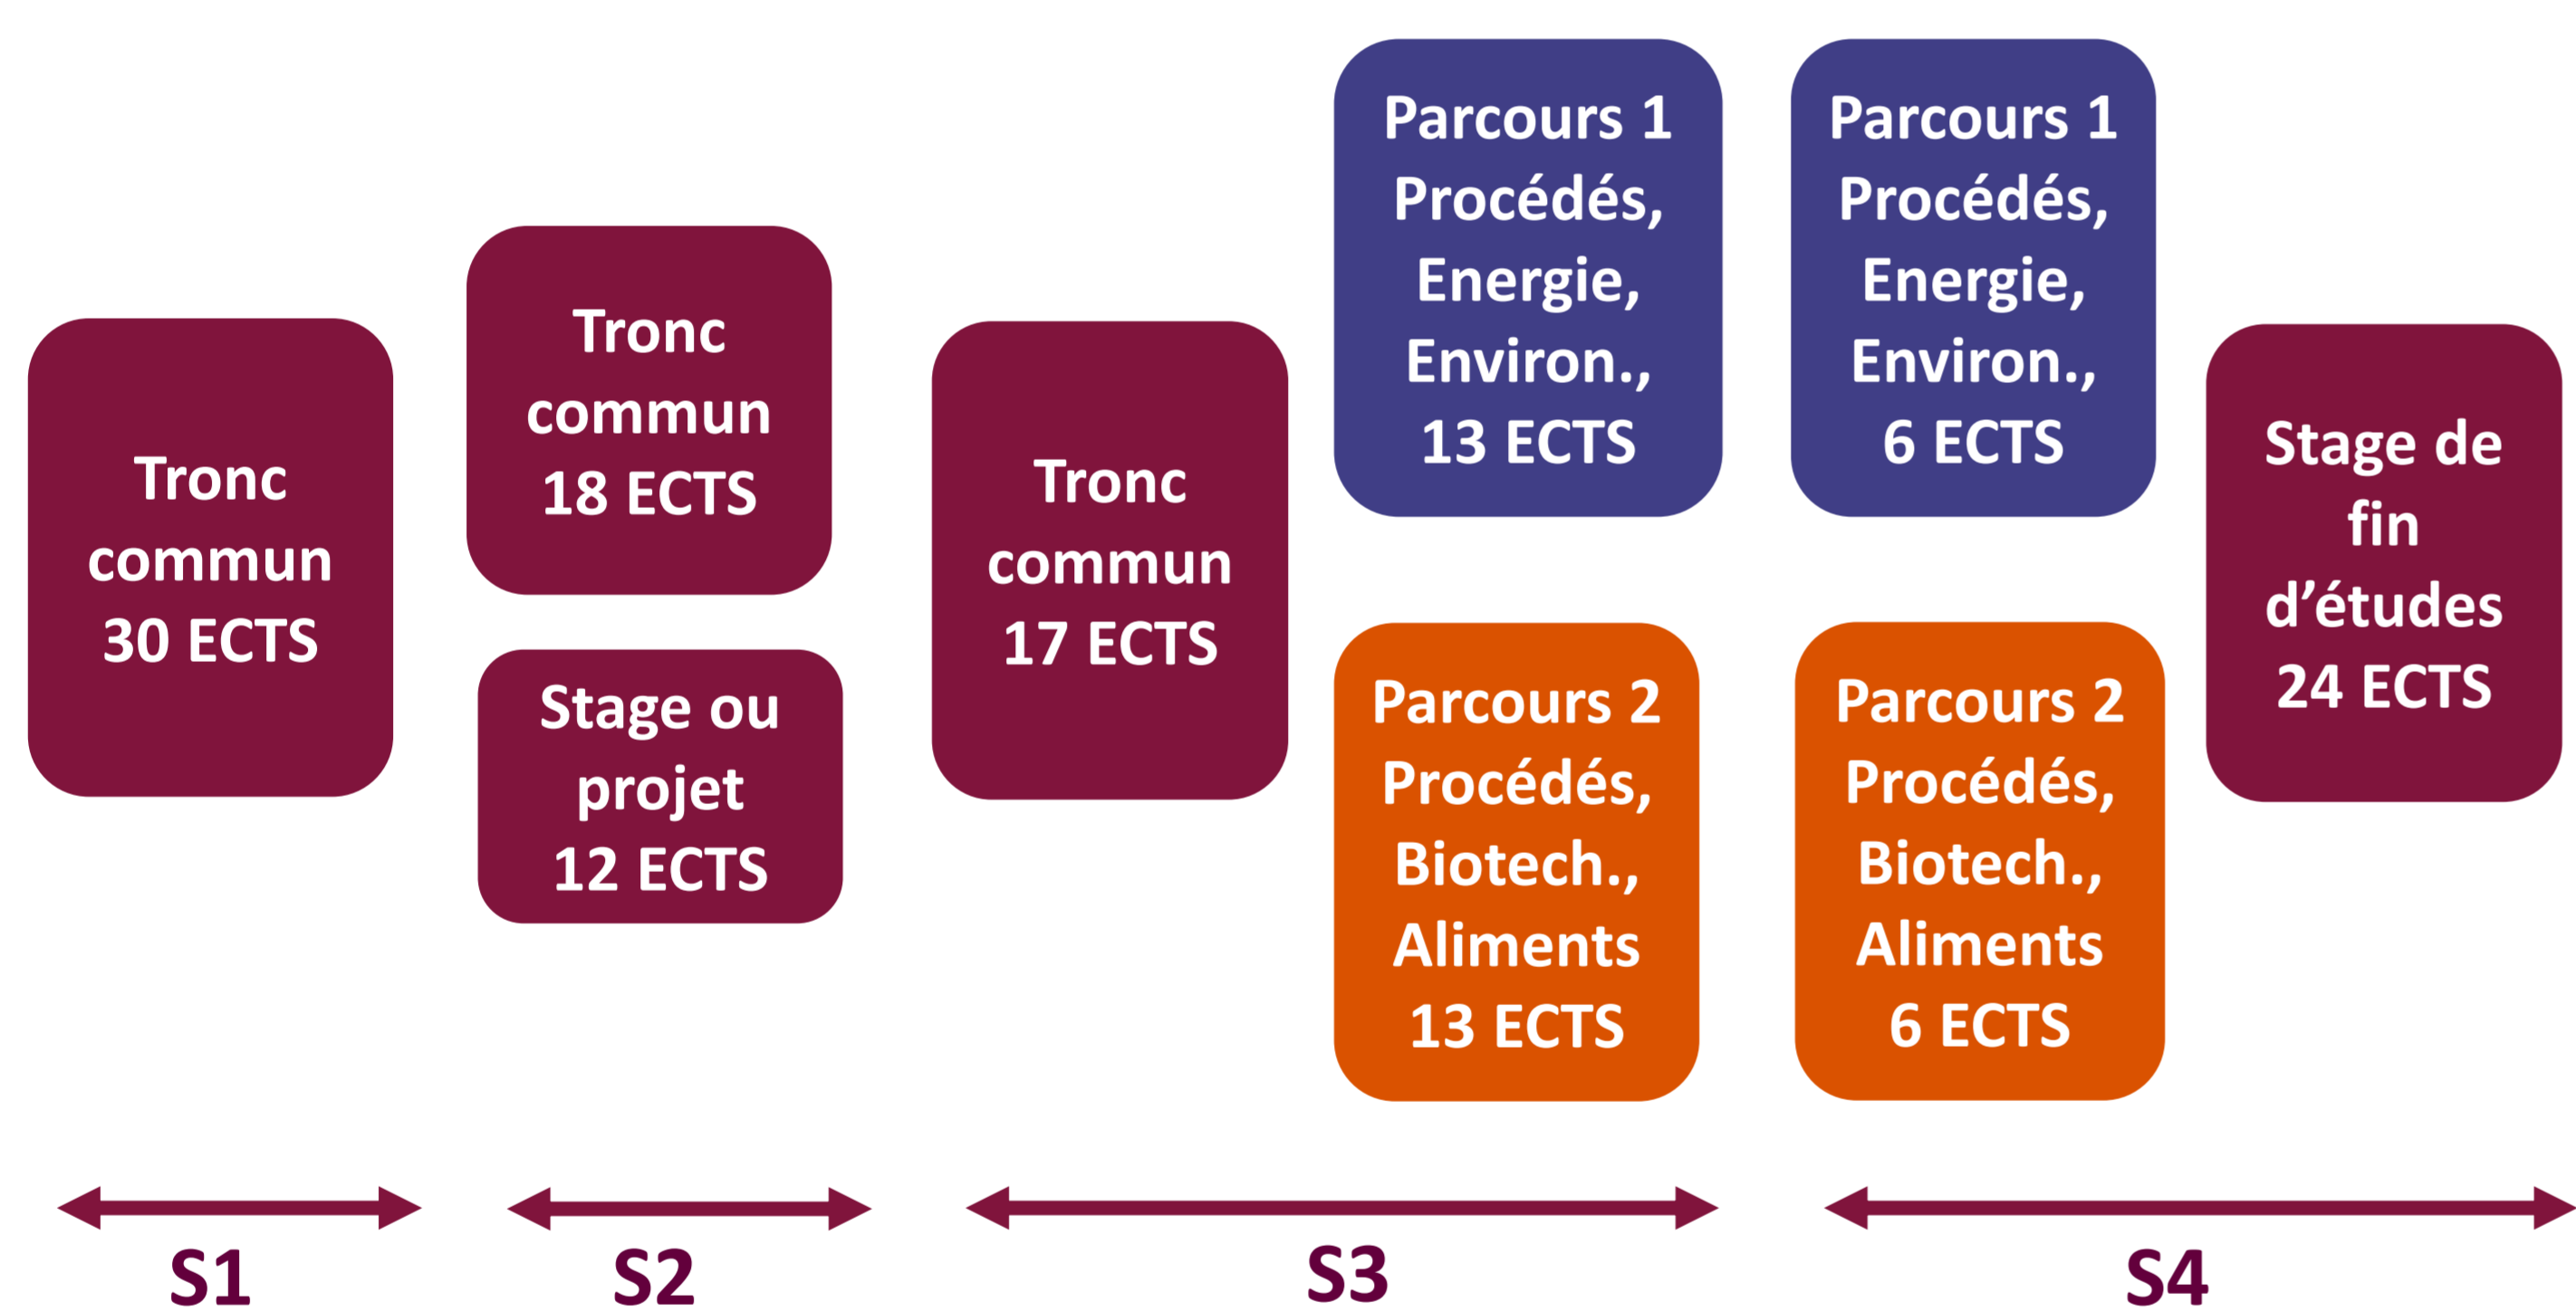 Tronc
commun
30 ECTS
Tronc
commun
18 ECTS
Stage ou
projet
12 ECTS
Tronc
commun
17 ECTS
Parcours 1
Procédés,
Energie,
Environ.,
13 ECTS
Parcours 2
Procédés,
Biotech.,
Aliments
13 ECTS
Parcours 1
Procédés,
Energie,
Environ.,
6 ECTS
Parcours 2
Procédés,
Biotech.,
Aliments
6 ECTS
Stage de
fin
d’études
24 ECTS
S1
S2
S3
S4